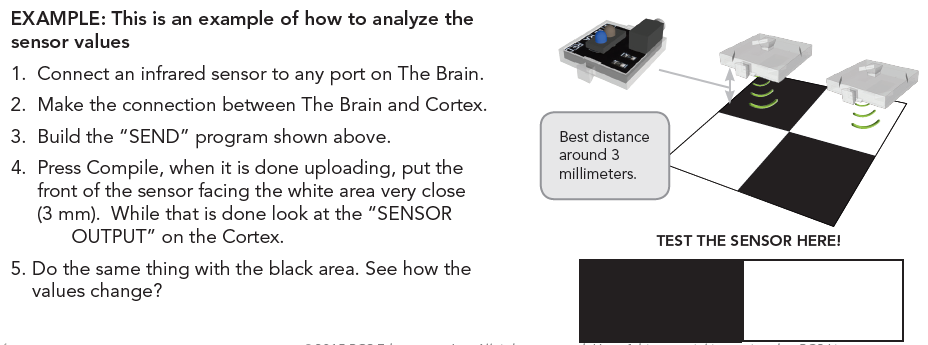 EXAMPLE: This is an example of how to analyze the
sensor values
1. Connect an infrared sensor to any port on The Brain.
2. Make the connection between The Brain and Cortex.
3. Build the “SEND” program shown above.
4. Press Compile, when it is done uploading, put the
front of the sensor facing the white area very close
(3 mm). While that is done look at the “SENSOR
OUTPUT” on the Cortex.
5. Do the same thing with the black area. See how the
values change?
Best distance
around 3
millimeters.
TEST THE SENSOR HERE!